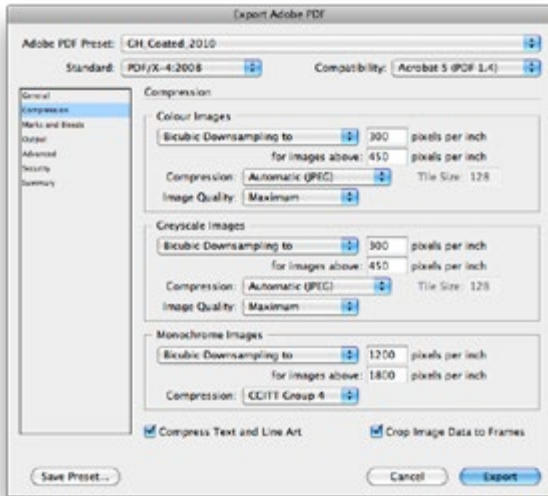 Export Adobe PDF
Adobe PDF Preset: GH_Coated_2010
Standard: PDF/X-4:2008 Compatibility: Acrobat 5 (PDF 1.4)
General
Compression
Marks and Bleeds
Output
Advanced
Security
Summary
Compression
Colour Images
Bicubic Downsampling to 300 pixels per inch
for images above: 450 pixels per inch
Compression: Automatic (JPEG) Tile Size: 128
Image Quality: Maximum
Greyscale Images
Bicubic Downsampling to 300 pixels per inch
for images above: 450 pixels per inch
Compression: Automatic (JPEG) Tile Size: 128
Image Quality: Maximum
Monochrome Images
Bicubic Downsampling to 1200 pixels per inch
for images above: 1800 pixels per inch
Compression: CCITT Group 4
Compress Text and Line Art Crop Image Data to Frames
Save Preset... Cancel Export